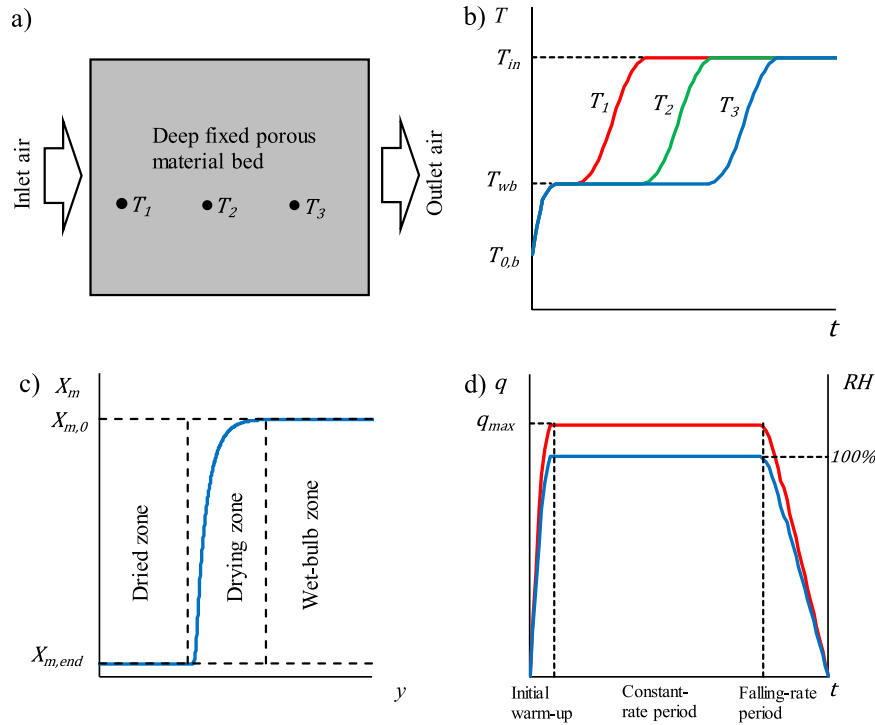 a)
Inlet air
Deep fixed porous
material bed
T1
T2
T3
Outlet air
b)
T
Tin
Twb
T0,b
T1
T2
T3
t
c)
Xm
Xm,0
Xm,end
Dried zone
Drying zone
Wet-bulb zone
y
d)
q
RH
qmax
100%
Initial
warm-up
Constant-
rate period
Falling-rate
period
t